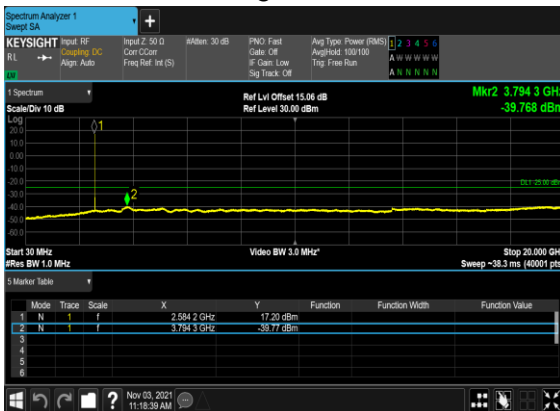 Spectrum Analyzer 1
Swept SA
+
KEYSIGHT
RL
LV
Input: RF
Coupling: DC
Align: Auto
Input Z: 50 Ω
Corr CCorr
Freq Ref: Int (S)
#Atten: 30 dB
PNO: Fast
Gate: Off
IF Gain: Low
Sig Track: Off
Avg Type: Power (RMS)
Avg|Hold: 100/100
Trig: Free Run
1 2 3 4 5 6
A W W W W W
A N N N N N
1 Spectrum
Scale/Div 10 dB
Log
Ref Lvl Offset 15.06 dB
Ref Level 30.00 dBm
Mkr2 3.794 3 GHz
-39.768 dBm
20.0
10.0
0.00
-10.0
-20.0
-30.0
-40.0
-50.0
-60.0
1
2
DL1 -25.00 dBm
Start 30 MHz
#Res BW 1.0 MHz
Video BW 3.0 MHz*
Stop 20.000 GHz
Sweep ~38.3 ms (40001 pts)
5 Marker Table
Mode Trace Scale X Y Function Function Width Function Value
1 N 1 f 2.584 2 GHz 17.20 dBm
2 N 1 f 3.794 3 GHz -39.77 dBm
3
4
5
6
?
Nov 03, 2021
11:18:39 AM